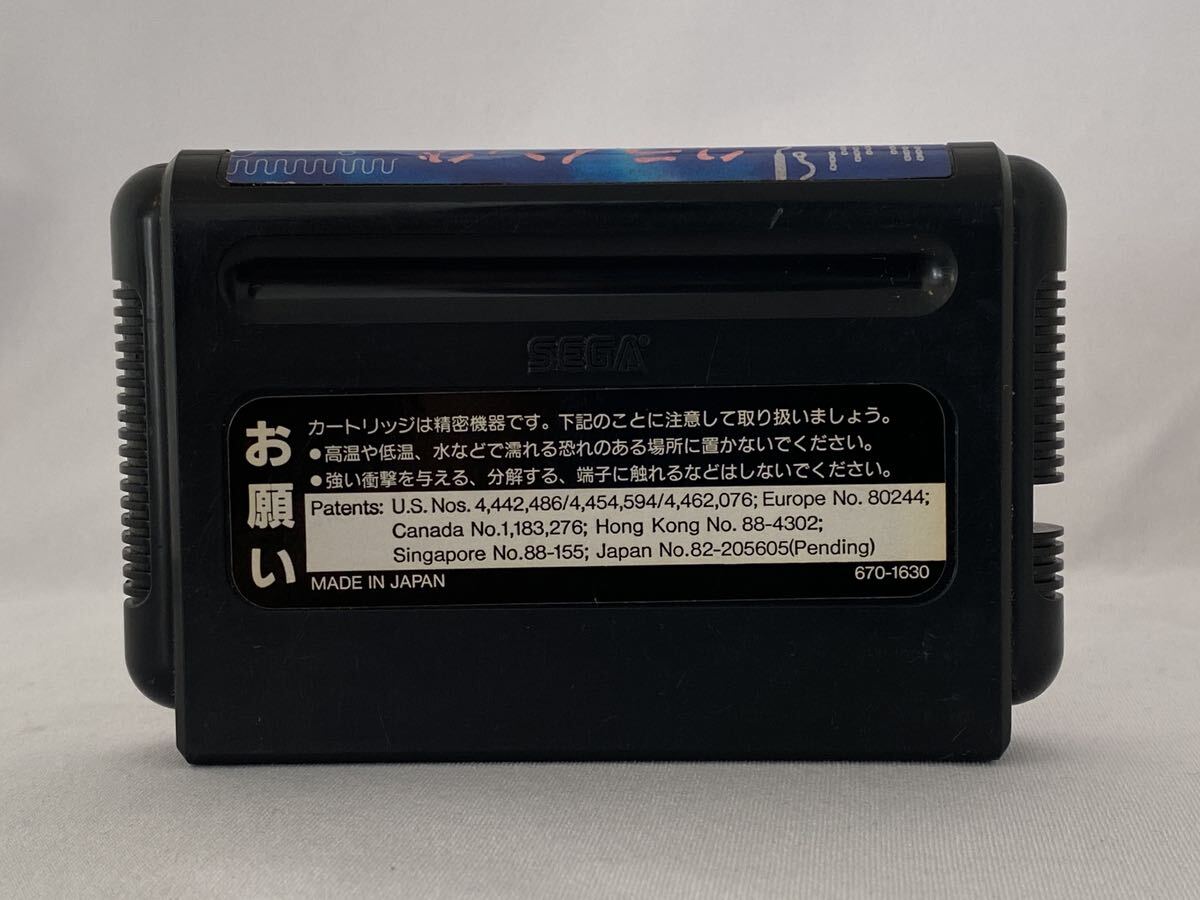 SEGA®
お願い
カートリッジは精密機器です。下記のことに注意して取り扱いましょう。
●高温や低温、水などで濡れる恐れのある場所に置かないでください。
●強い衝撃を与える、分解する、端子に触れるなどはしないでください。
Patents: U.S. Nos. 4,442,486/4,454,594/4,462,076; Europe No. 80244;
Canada No.1,183,276; Hong Kong No. 88-4302;
Singapore No.88-155; Japan No.82-205605(Pending)
MADE IN JAPAN 670-1630